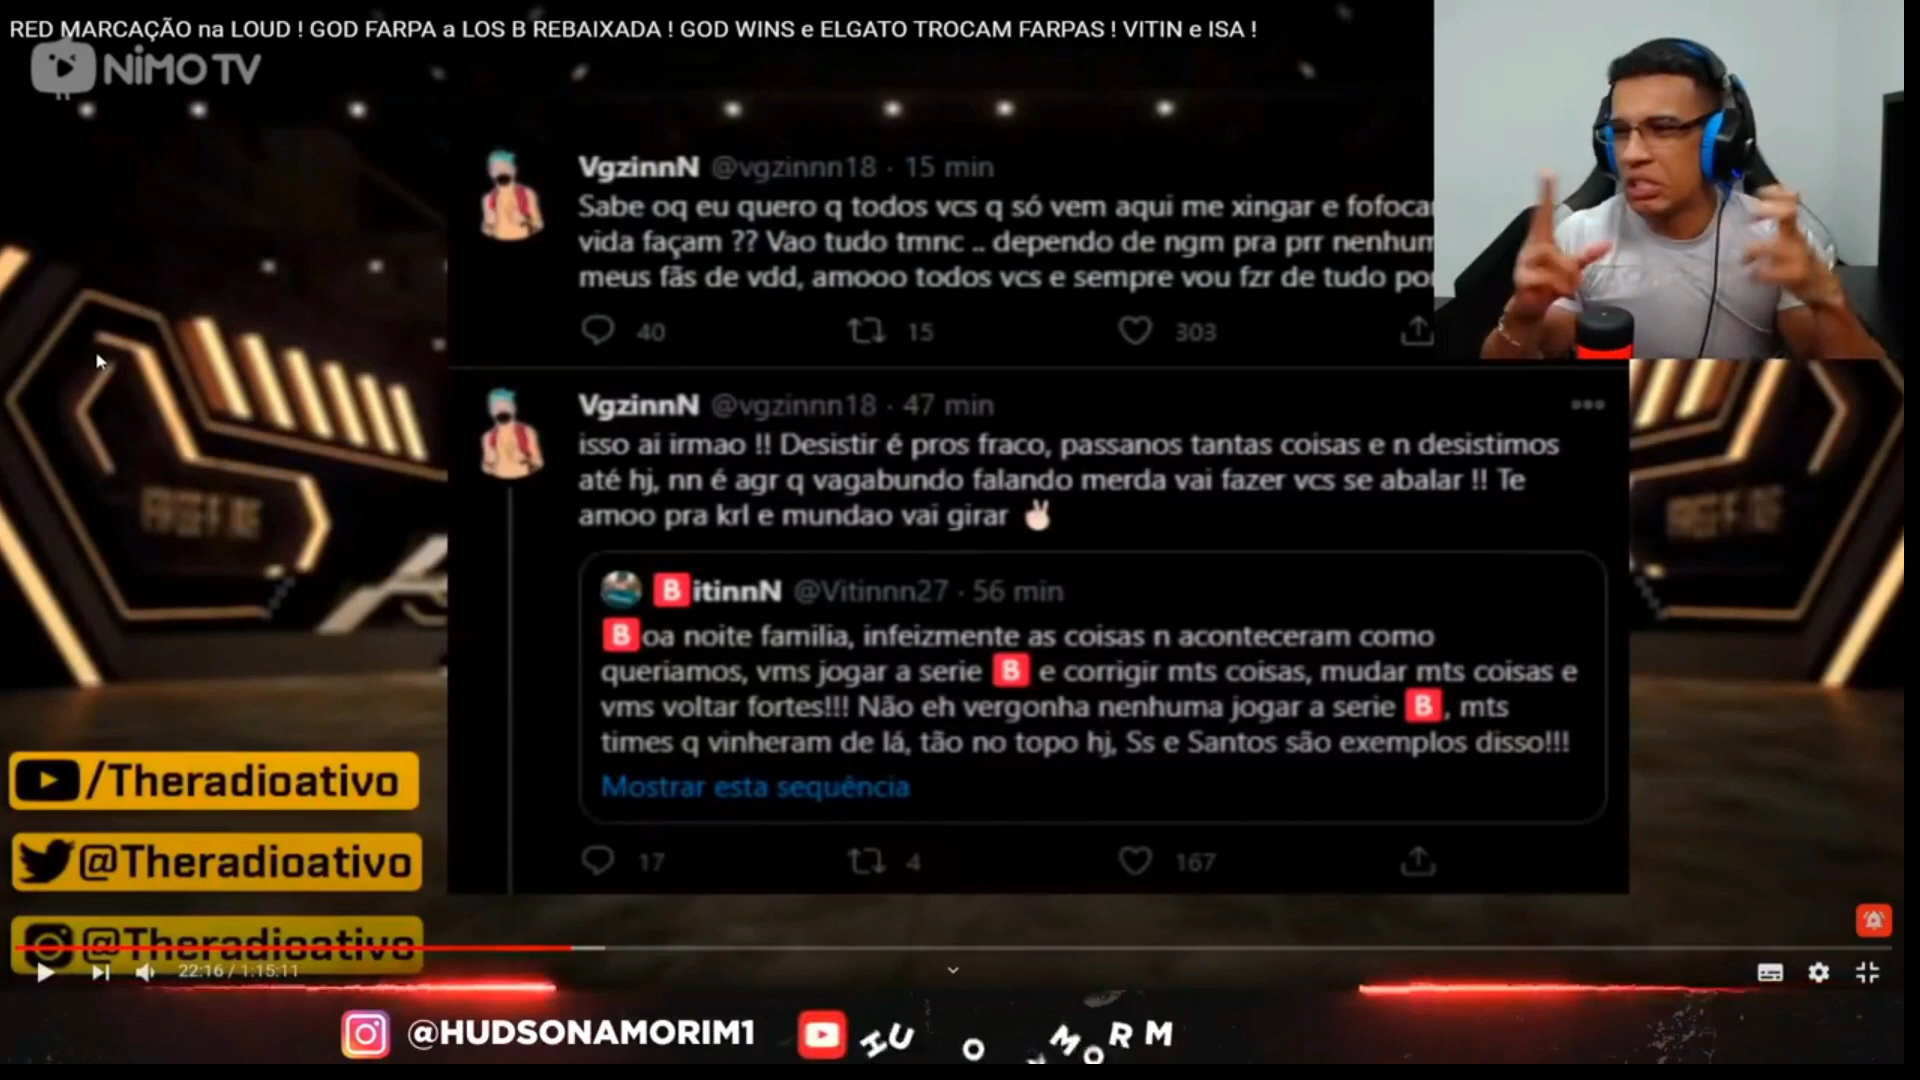 RED MARCAÇÃO na LOUD ! GOD FARPA a LOS B REBAIXADA ! GOD WINS e ELGATO TROCAM FARPAS ! VITIN e ISA !
NiMO TV
VgzinnN @vgzinnn18 · 15 min
Sabe oq eu quero q todos vcs q só vem aqui me xingar e fofoca
vida façam ?? Vao tudo tmnc .. dependo de ngm pra prr nenhum
meus fãs de vdd, amooo todos vcs e sempre vou fzr de tudo po
40 15 303
VgzinnN @vgzinnn18 · 47 min
isso ai irmao !! Desistir é pros fraco, passanos tantas coisas e n desistimos
até hj, nn é agr q vagabundo falando merda vai fazer vcs se abalar !! Te
amoo pra krl e mundao vai girar ✌🏻
🅱itinnN @Vitinnn27 · 56 min
🅱oa noite familia, infeizmente as coisas n aconteceram como
queriamos, vms jogar a serie 🅱 e corrigir mts coisas, mudar mts coisas e
vms voltar fortes!!! Não eh vergonha nenhuma jogar a serie 🅱, mts
times q vinheram de lá, tão no topo hj, Ss e Santos são exemplos disso!!!
Mostrar esta sequência
17 4 167
/Theradioativo
@Theradioativo
@Theradioativo
22:16 / 1:15:11
@HUDSONAMORIM1
HU O MORM